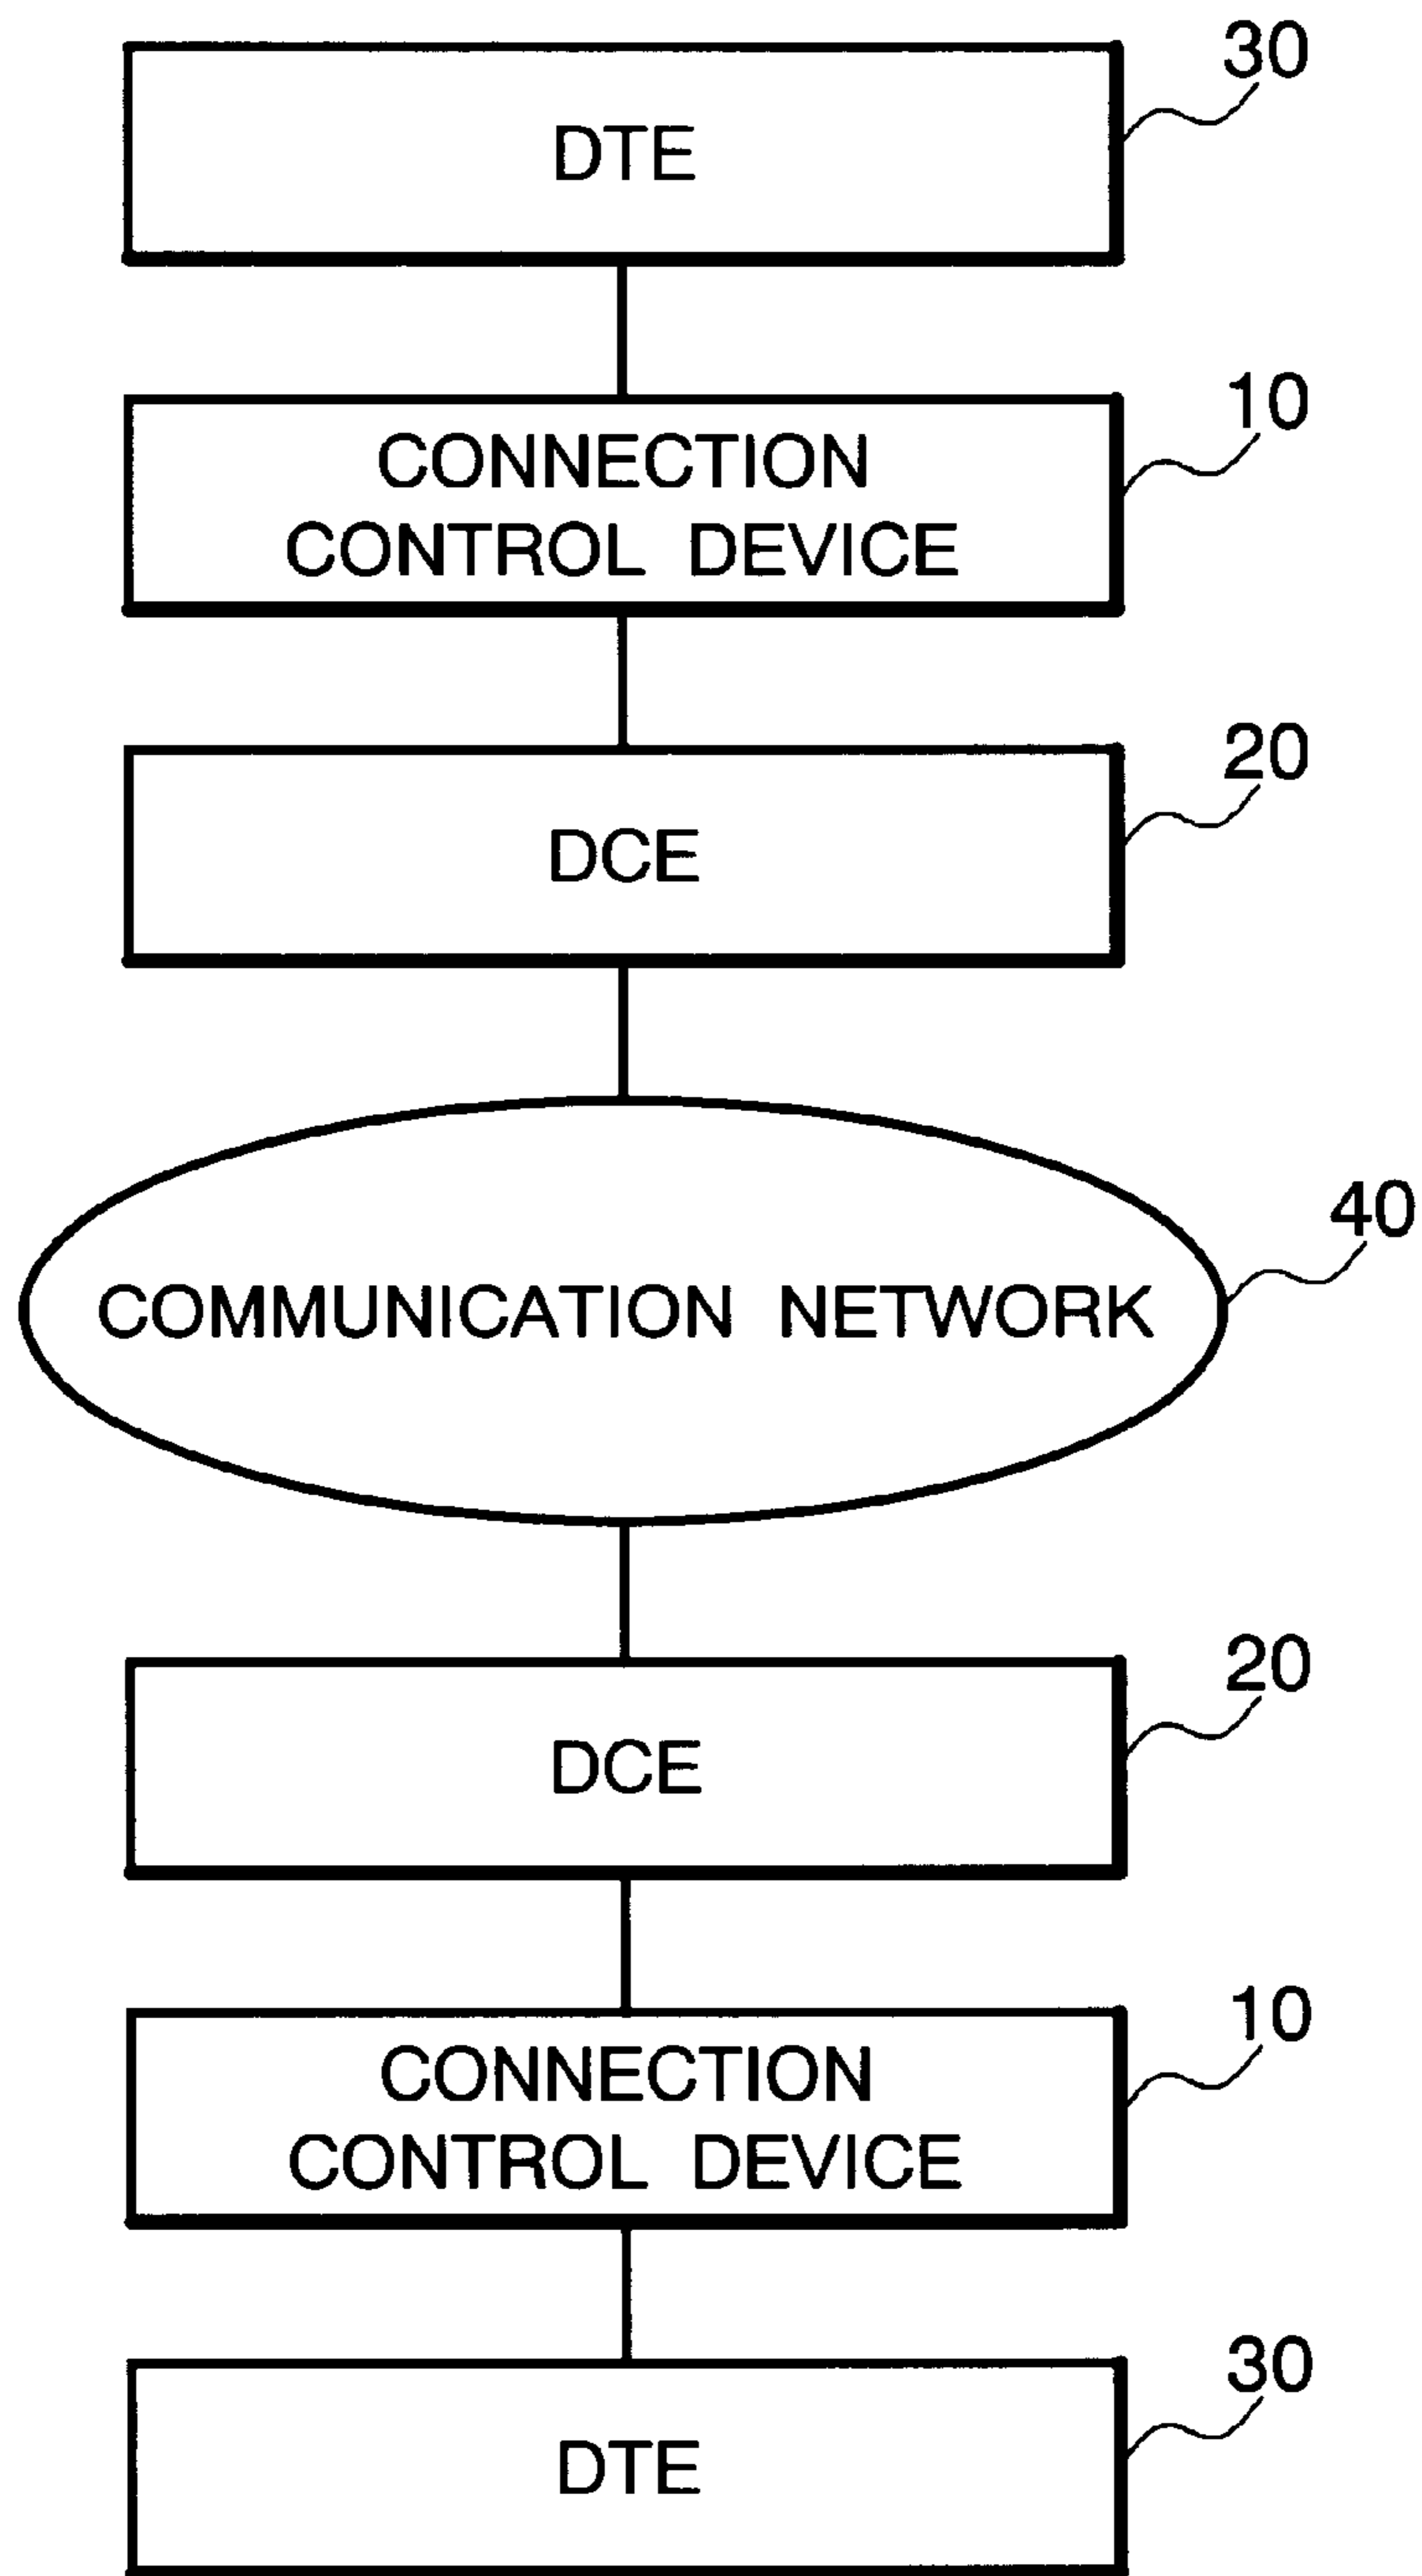 30
DTE
10
CONNECTION
CONTROL DEVICE
20
DCE
40
COMMUNICATION NETWORK
20
DCE
10
CONNECTION
CONTROL DEVICE
30
DTE